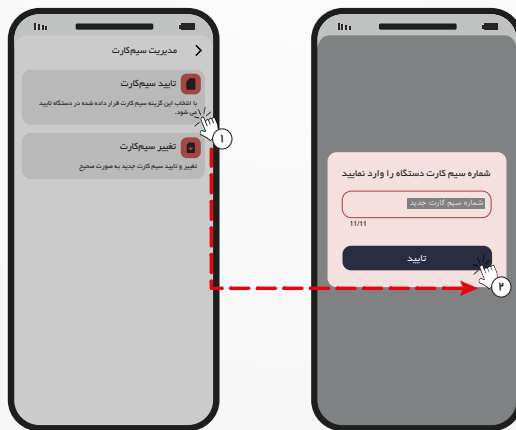 مدیریت سیم‌کارت
تایید سیم‌کارت
با انتخاب این گزینه سیم کارت قرار داده شده در دستگاه تایید
می شود.
تغییر سیم‌کارت
تغییر و تایید سیم کارت جدید به صورت صحیح
۱
شماره سیم کارت دستگاه را وارد نمایید
شماره سیم کارت جدید
11/11
تایید
۲